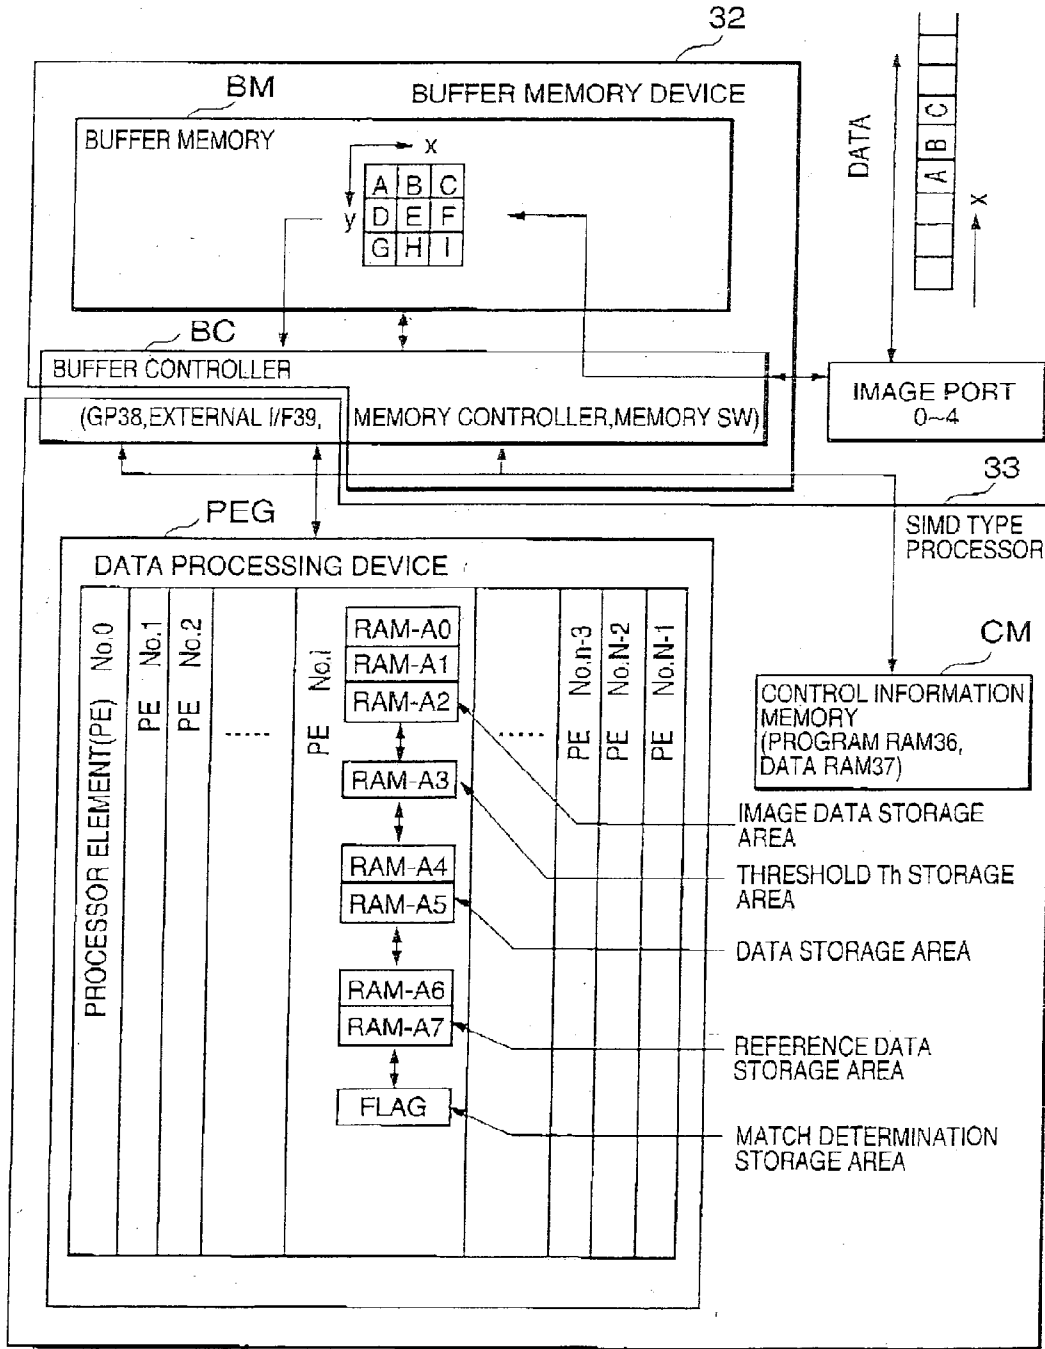 32
BM
BUFFER MEMORY DEVICE
BUFFER MEMORY
x
y
A B C
D E F
G H I
DATA
A B C
x
BC
BUFFER CONTROLLER
(GP38,EXTERNAL I/F39, MEMORY CONTROLLER,MEMORY SW)
IMAGE PORT
0~4
33
SIMD TYPE
PROCESSOR
PEG
DATA PROCESSING DEVICE
PROCESSOR ELEMENT(PE) No.0
PE No.1
PE No.2
......
PE No.i
RAM-A0
RAM-A1
RAM-A2
RAM-A3
RAM-A4
RAM-A5
RAM-A6
RAM-A7
FLAG
......
PE No.n-3
PE No.N-2
PE No.N-1
CM
CONTROL INFORMATION
MEMORY
(PROGRAM RAM36,
DATA RAM37)
IMAGE DATA STORAGE
AREA
THRESHOLD Th STORAGE
AREA
DATA STORAGE AREA
REFERENCE DATA
STORAGE AREA
MATCH DETERMINATION
STORAGE AREA